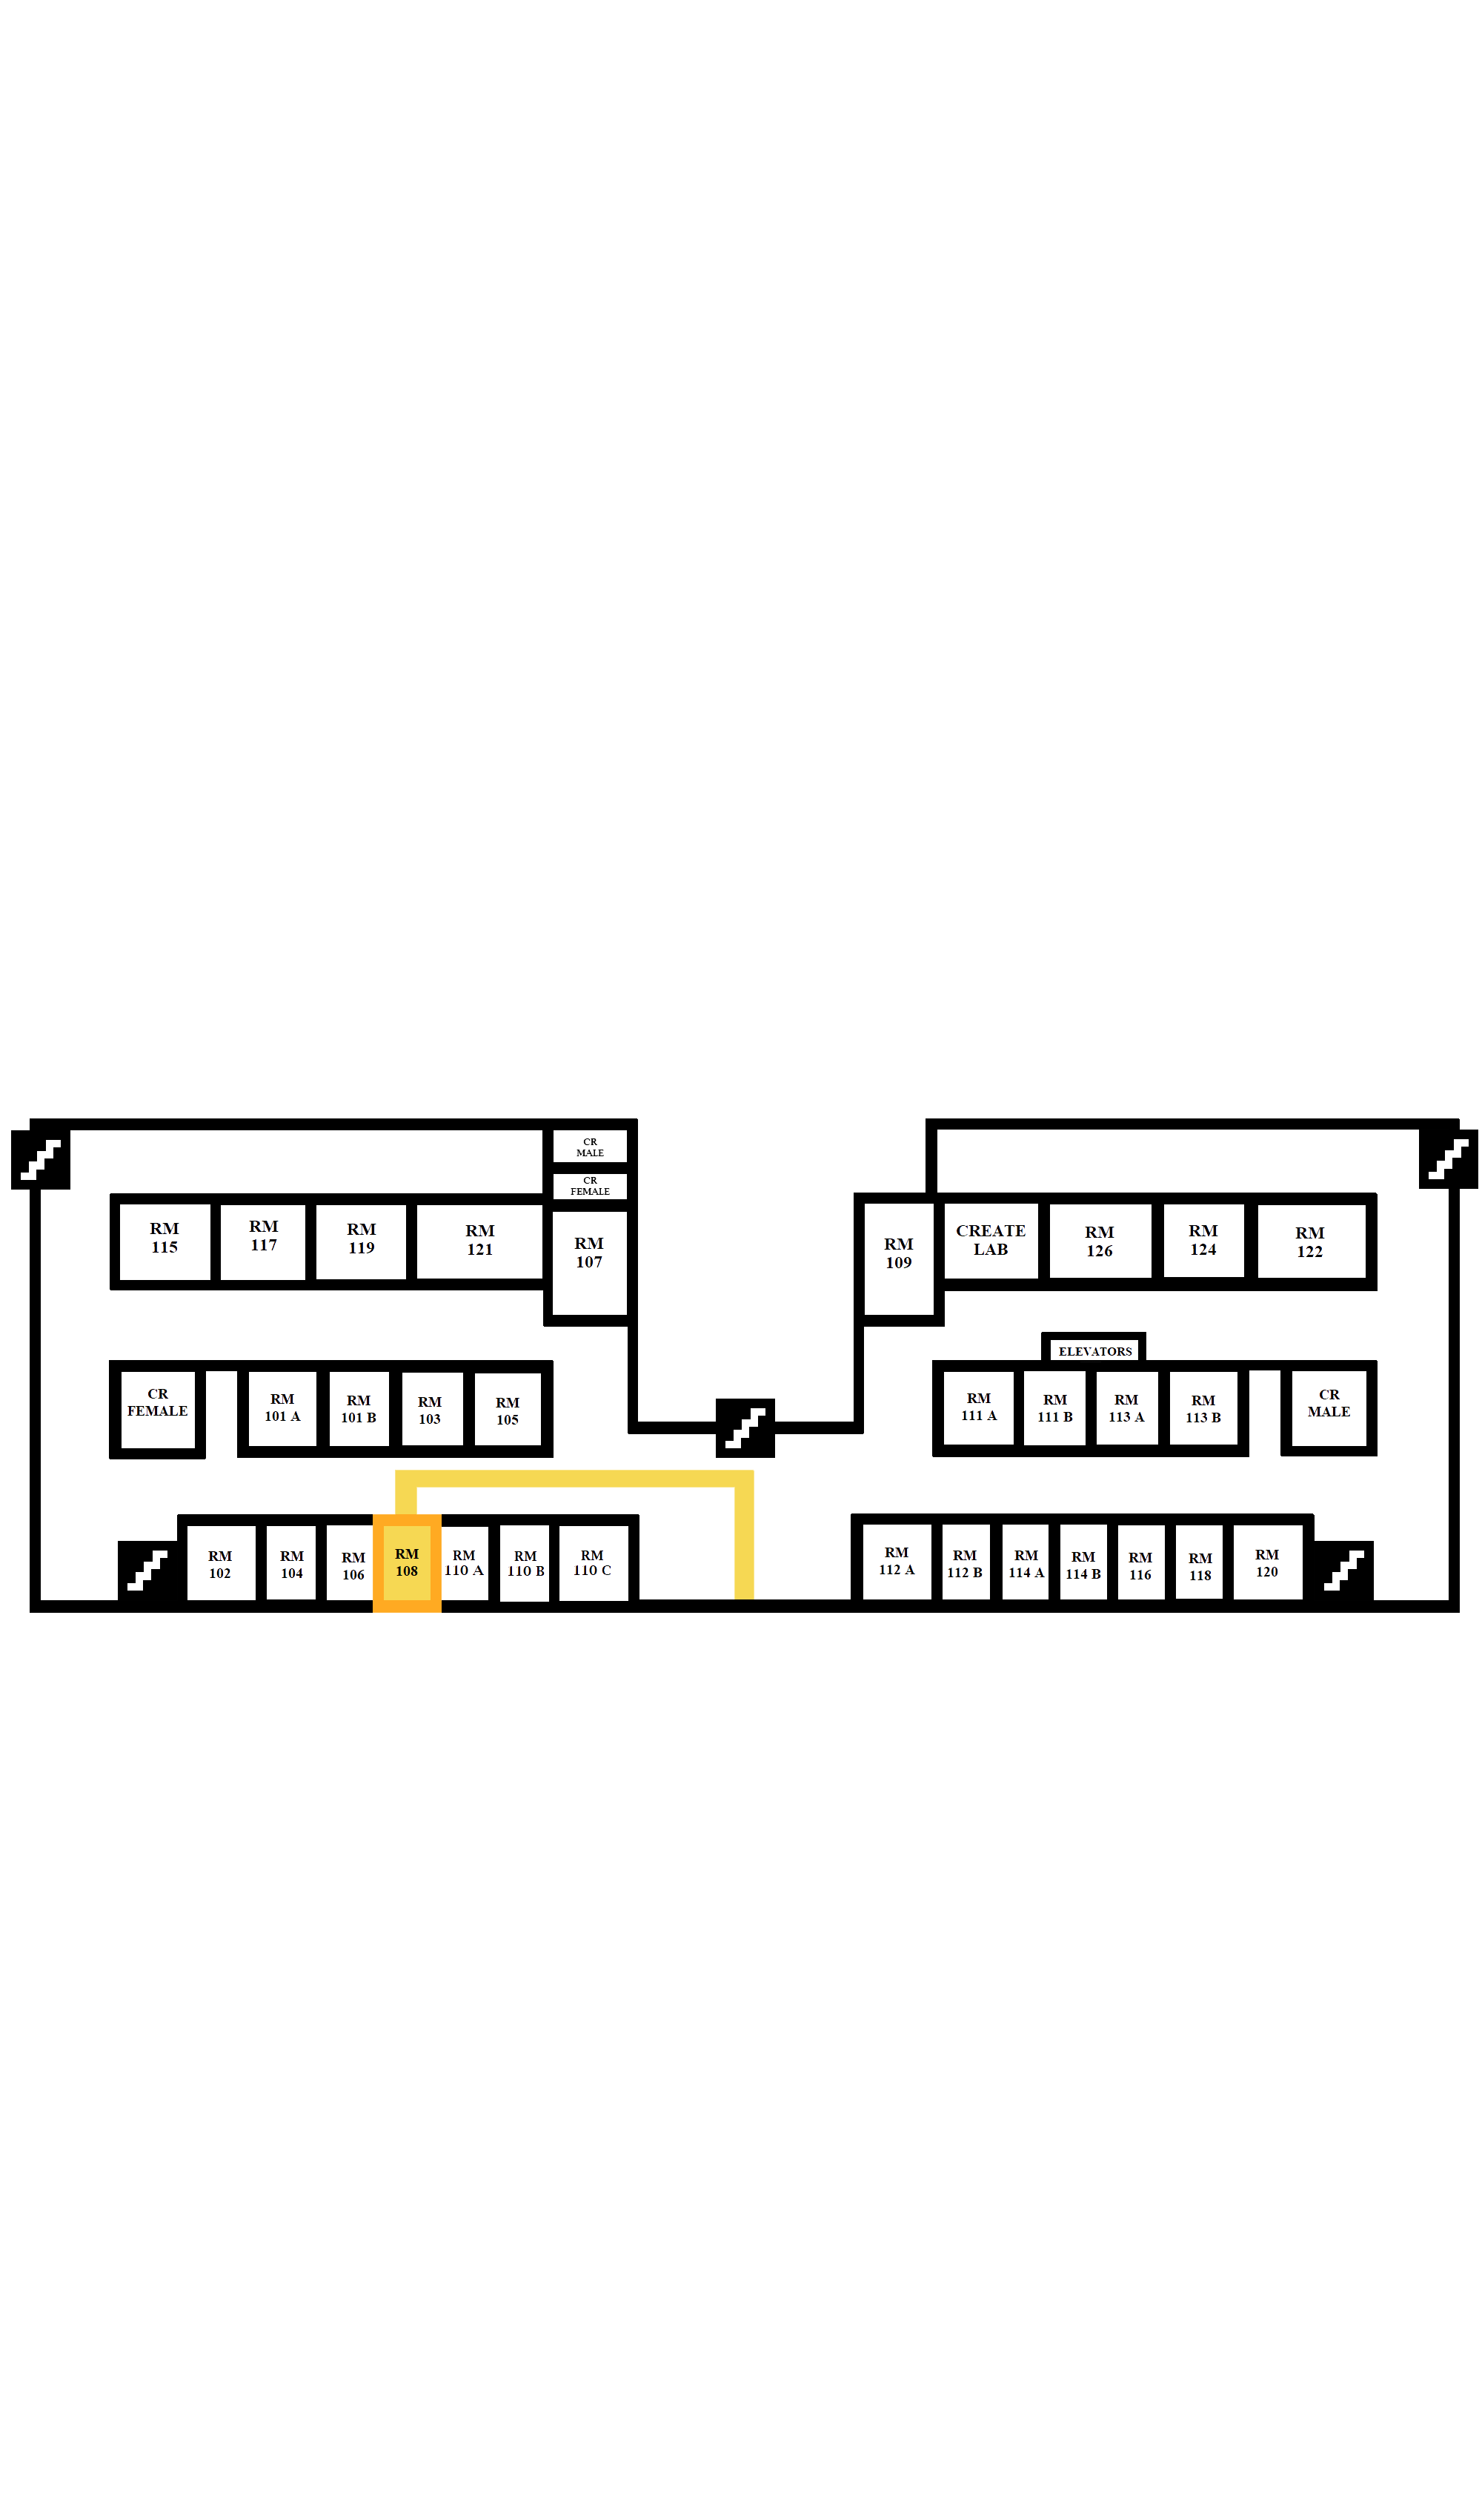 CR
MALE
CR
FEMALE
RM
115
RM
117
RM
119
RM
121
RM
107
RM
109
CREATE
LAB
RM
126
RM
124
RM
122
ELEVATORS
CR
FEMALE
RM
101 A
RM
101 B
RM
103
RM
105
RM
111 A
RM
111 B
RM
113 A
RM
113 B
CR
MALE
RM
102
RM
104
RM
106
RM
108
RM
110 A
RM
110 B
RM
110 C
RM
112 A
RM
112 B
RM
114 A
RM
114 B
RM
116
RM
118
RM
120